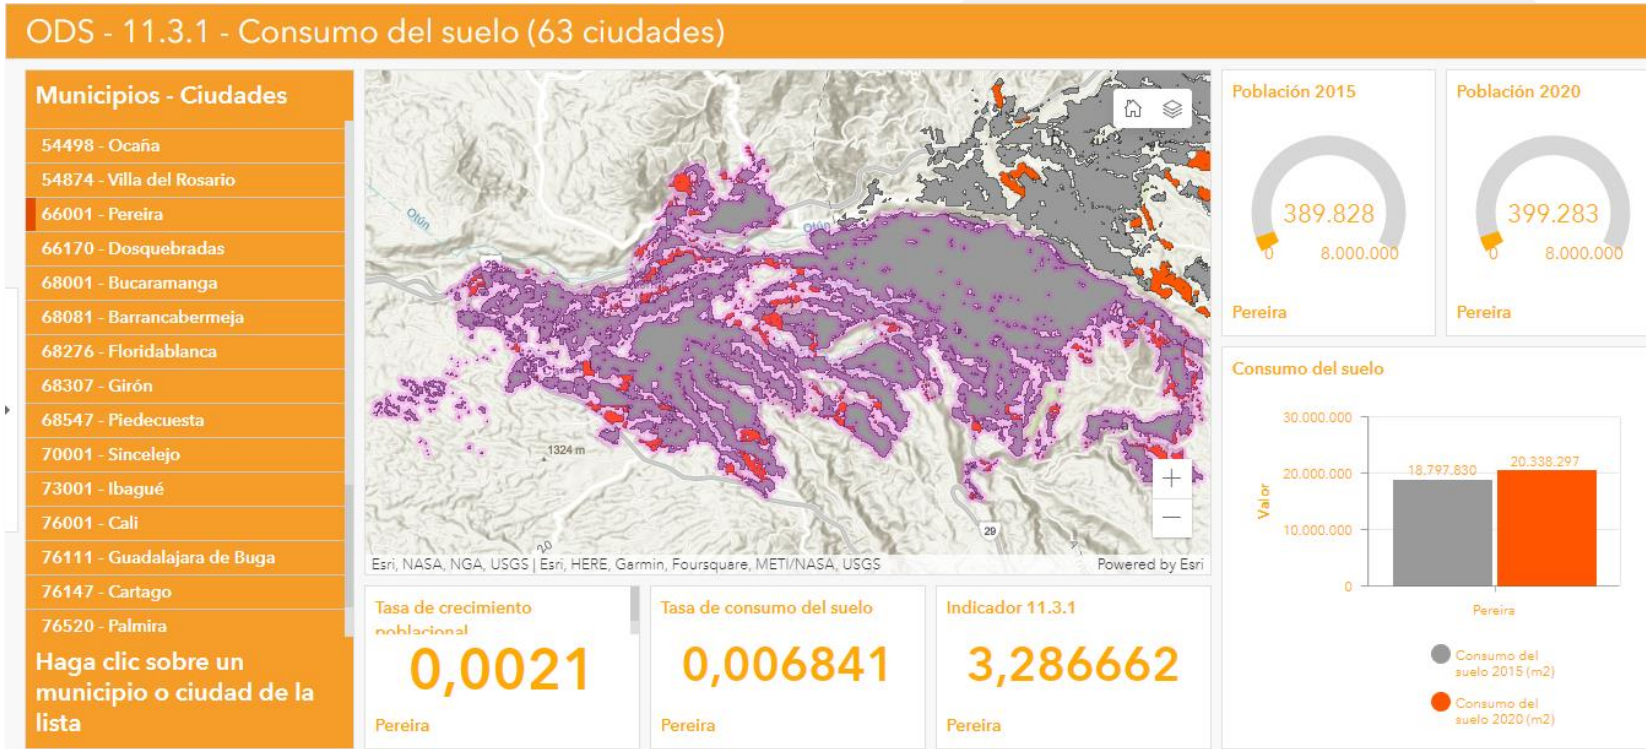 ODS - 11.3.1 - Consumo del suelo (63 ciudades)
Municipios - Ciudades
54498 - Ocaña
54874 - Villa del Rosario
66001 - Pereira
66170 - Dosquebradas
68001 - Bucaramanga
68081 - Barrancabermeja
68276 - Floridablanca
68307 - Girón
68547 - Piedecuesta
70001 - Sincelejo
73001 - Ibagué
76001 - Cali
76111 - Guadalajara de Buga
76147 - Cartago
76520 - Palmira
Haga clic sobre un
municipio o ciudad de la
lista
Otún
Otún
29
1324 m
29
Esri, NASA, NGA, USGS | Esri, HERE, Garmin, Foursquare, METI/NASA, USGS
Powered by Esri
Tasa de crecimiento
poblacional
0,0021
Pereira
Tasa de consumo del suelo
0,006841
Pereira
Indicador 11.3.1
3,286662
Pereira
Población 2015
389.828
0
8.000.000
Pereira
Población 2020
399.283
0
8.000.000
Pereira
Consumo del suelo
30.000.000
20.000.000
10.000.000
0
Valor
18.797.830
20.338.297
Pereira
Consumo del
suelo 2015 (m2)
Consumo del
suelo 2020 (m2)